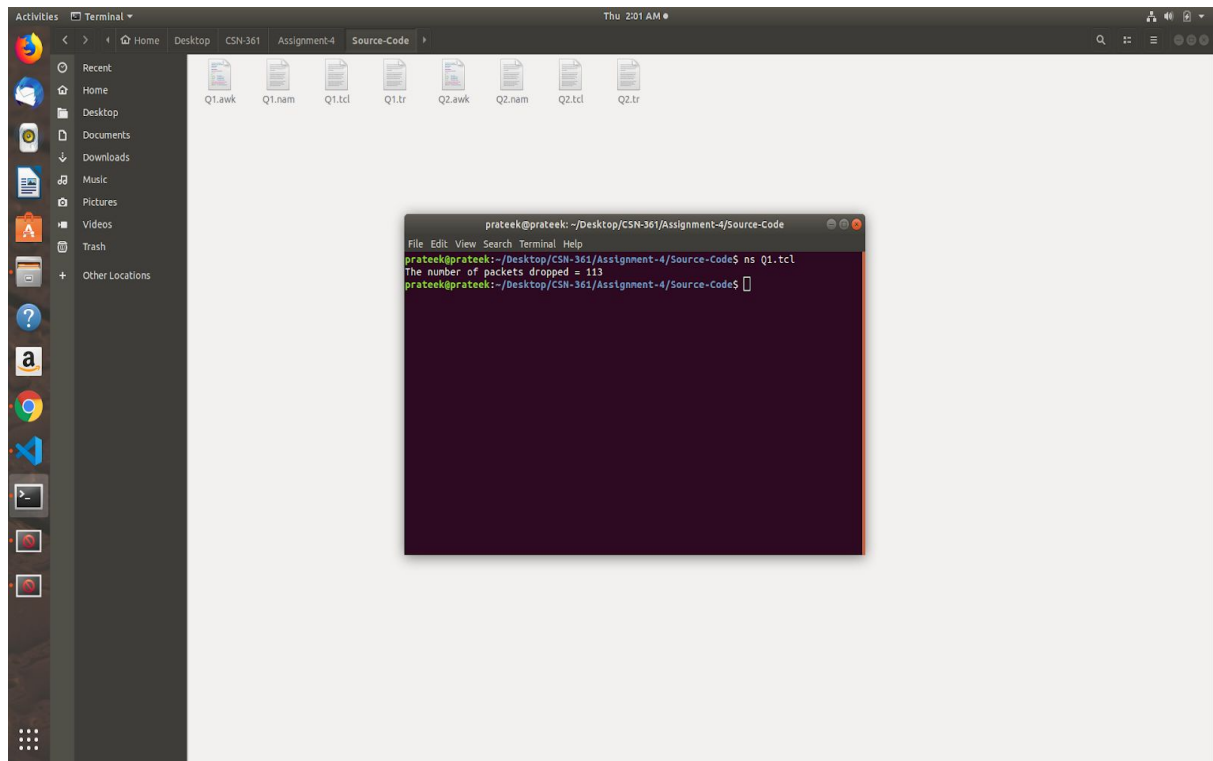 Activities Terminal Thu 2:01 AM
Home Desktop CSN-361 Assignment-4 Source-Code
Recent
Home
Desktop
Documents
Downloads
Music
Pictures
Videos
Trash
+ Other Locations
Q1.awk Q1.nam Q1.tcl Q1.tr Q2.awk Q2.nam Q2.tcl Q2.tr
prateek@prateek: ~/Desktop/CSN-361/Assignment-4/Source-Code
File Edit View Search Terminal Help
prateek@prateek:~/Desktop/CSN-361/Assignment-4/Source-Code$ ns Q1.tcl
The number of packets dropped = 113
prateek@prateek:~/Desktop/CSN-361/Assignment-4/Source-Code$